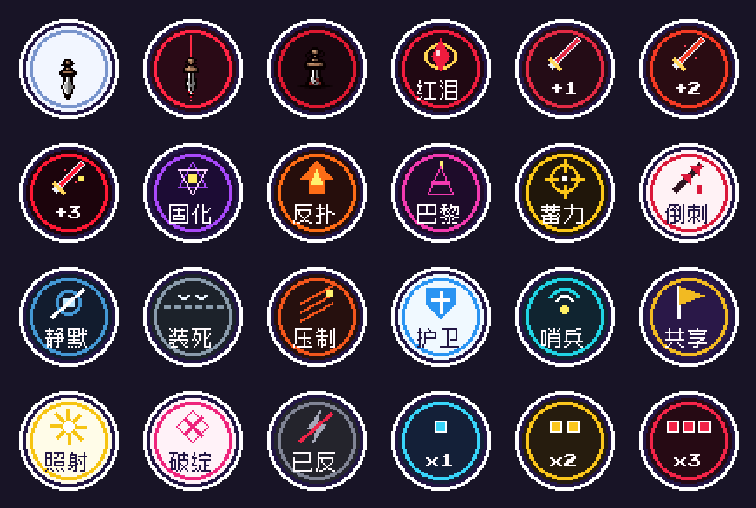 红泪
+1
+2
+3
固化
反扑
巴黎
蓄力
倒刺
静默
装死
压制
护卫
哨兵
共享
照射
破绽
已反
x1
x2
x3